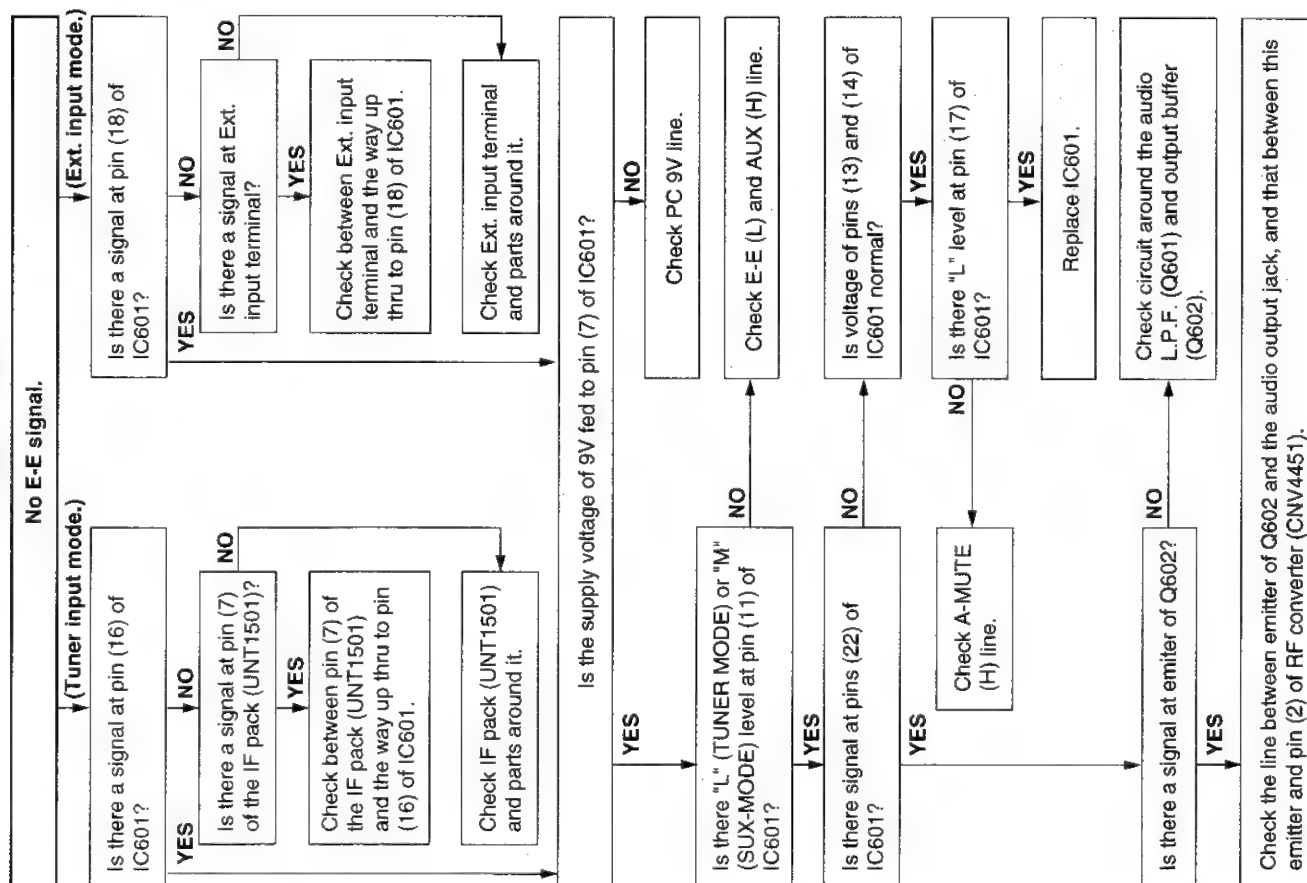 No E-E signal.
(Tuner input mode.)
(Ext. input mode.)
Is there a signal at pin (16) of
IC601?
YES
NO
Is there a signal at pin (7)
of the IF pack (UNT1501)?
NO
YES
Check between pin (7) of
the IF pack (UNT1501)
and the way up thru to pin
(16) of IC601.
Check IF pack (UNT1501)
and parts around it.
Is there a signal at pin (18) of
IC601?
YES
NO
Is there a signal at Ext.
input terminal?
NO
YES
Check between Ext. input
terminal and the way up
thru to pin (18) of IC601.
Check Ext. input terminal
and parts around it.
Is the supply voltage of 9V fed to pin (7) of IC601?
YES
NO
Check PC 9V line.
Is there "L" (TUNER MODE) or "M"
(SUX-MODE) level at pin (11) of
IC601?
NO
Check E-E (L) and AUX (H) line.
YES
Is there signal at pins (22) of
IC601?
NO
Is voltage of pins (13) and (14) of
IC601 normal?
YES
YES
Is there "L" level at pin (17) of
IC601?
NO
Check A-MUTE
(H) line.
YES
Replace IC601.
Is there a signal at emiter of Q602?
NO
Check circuit around the audio
L.P.F. (Q601) and output buffer
(Q602).
YES
Check the line between emitter of Q602 and the audio output jack, and that between this
emitter and pin (2) of RF converter (CNV4451).